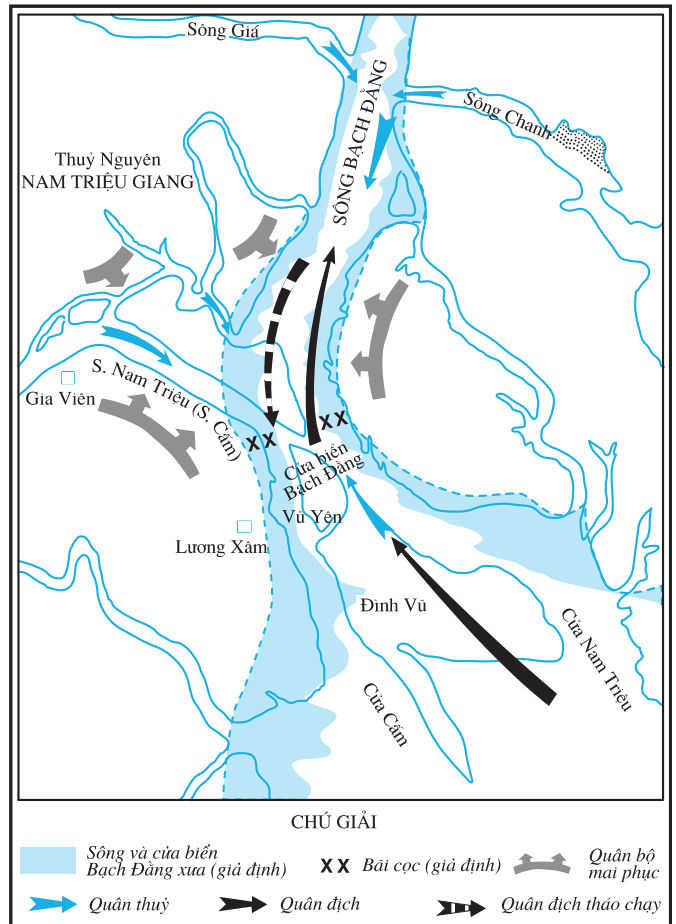 Sông Giá
SÔNG BẠCH ĐẰNG
Sông Chanh
Thuỷ Nguyên
NAM TRIỆU GIANG
S. Nam Triệu (S. Cấm)
Gia Viên
X X
X X
Cửa biển
Bạch Đằng
Vũ Yên
Lương Xâm
Đình Vũ
Cửa Nam Triệu
Cửa Cấm
CHÚ GIẢI
Sông và cửa biển
Bạch Đằng xưa (giả định)
X X Bãi cọc (giả định)
Quân bộ
mai phục
Quân thuỷ
Quân địch
Quân địch tháo chạy